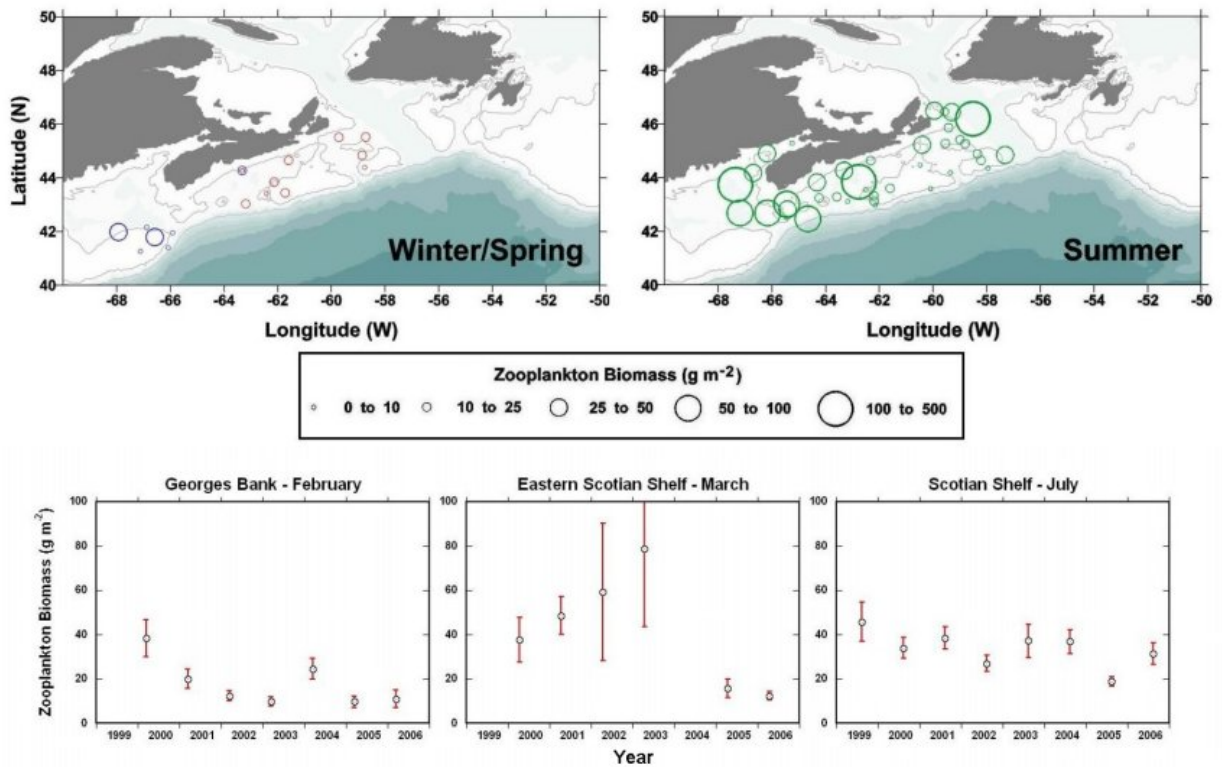 50
48
46
44
42
40
Latitude (N)
Winter/Spring
-68 -66 -64 -62 -60 -58 -56 -54 -52 -50
Longitude (W)
50
48
46
44
42
40
Summer
-68 -66 -64 -62 -60 -58 -56 -54 -52 -50
Longitude (W)
Zooplankton Biomass (g m-2)
0 to 10 10 to 25 25 to 50 50 to 100 100 to 500
Zooplankton Biomass (g m-2)
Georges Bank - February
100
80
60
40
20
0
1999 2000 2001 2002 2003 2004 2005 2006
Eastern Scotian Shelf - March
100
80
60
40
20
0
1999 2000 2001 2002 2003 2004 2005 2006
Scotian Shelf - July
100
80
60
40
20
0
1999 2000 2001 2002 2003 2004 2005 2006
Year